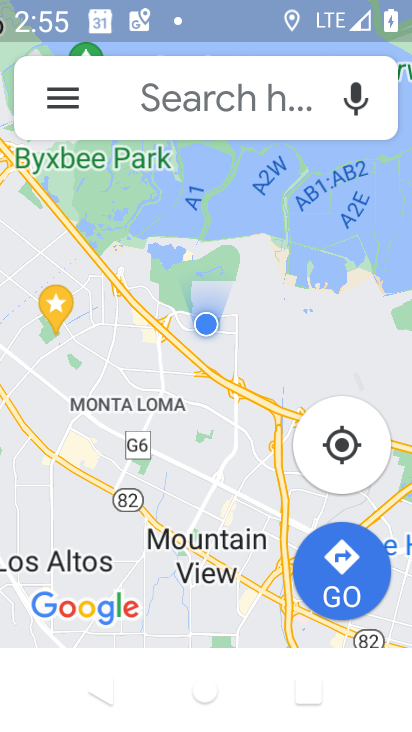 2:55
31
G
LTE
Search h...
Byxbee Park
A1
A2W
AB1:AB2
A2E
MONTA LOMA
G6
82
Mountain
View
Los Altos
GO
Google
82